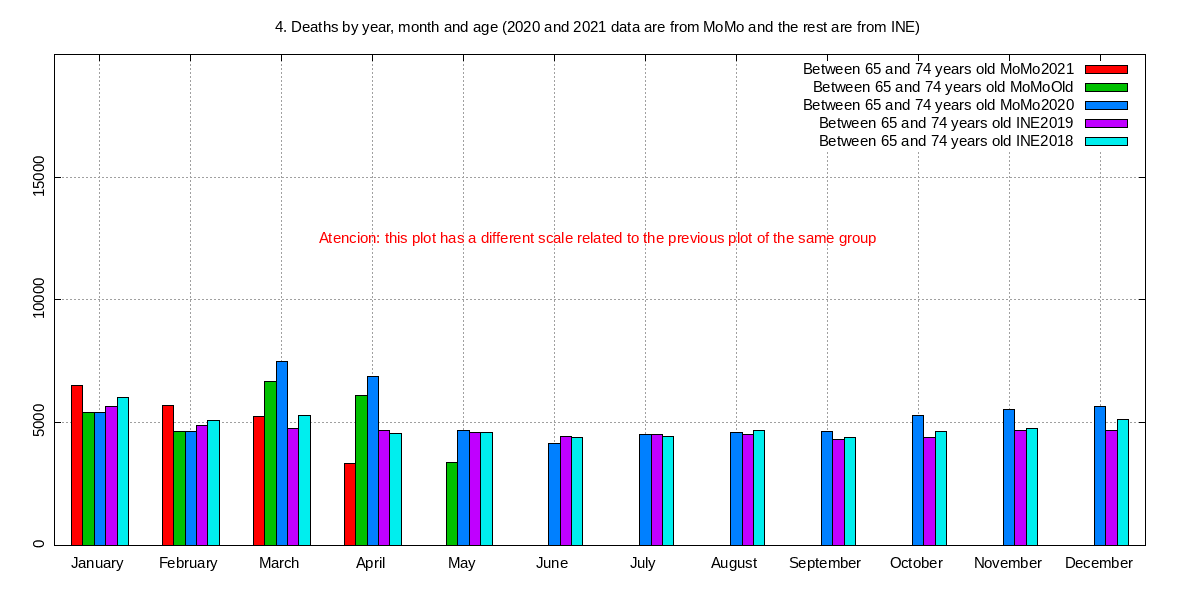 4. Deaths by year, month and age (2020 and 2021 data are from MoMo and the rest are from INE)
Between 65 and 74 years old MoMo2021
Between 65 and 74 years old MoMoOld
Between 65 and 74 years old MoMo2020
Between 65 and 74 years old INE2019
Between 65 and 74 years old INE2018
15000
Atencion: this plot has a different scale related to the previous plot of the same group
10000
5000
0
January February March April May June July August September October November December